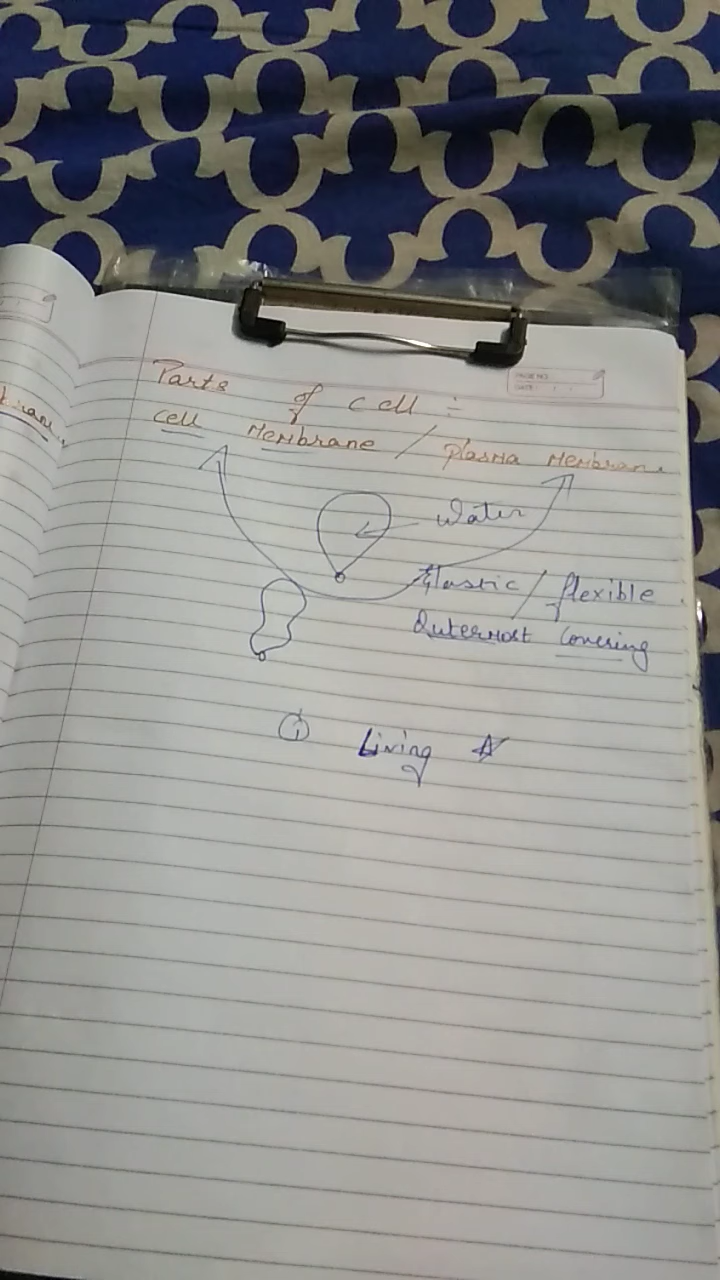 Parts of cell :-
Cell Membrane / Plasma Membrane
Water
Elastic / flexible
Outermost Covering
① Living ☆